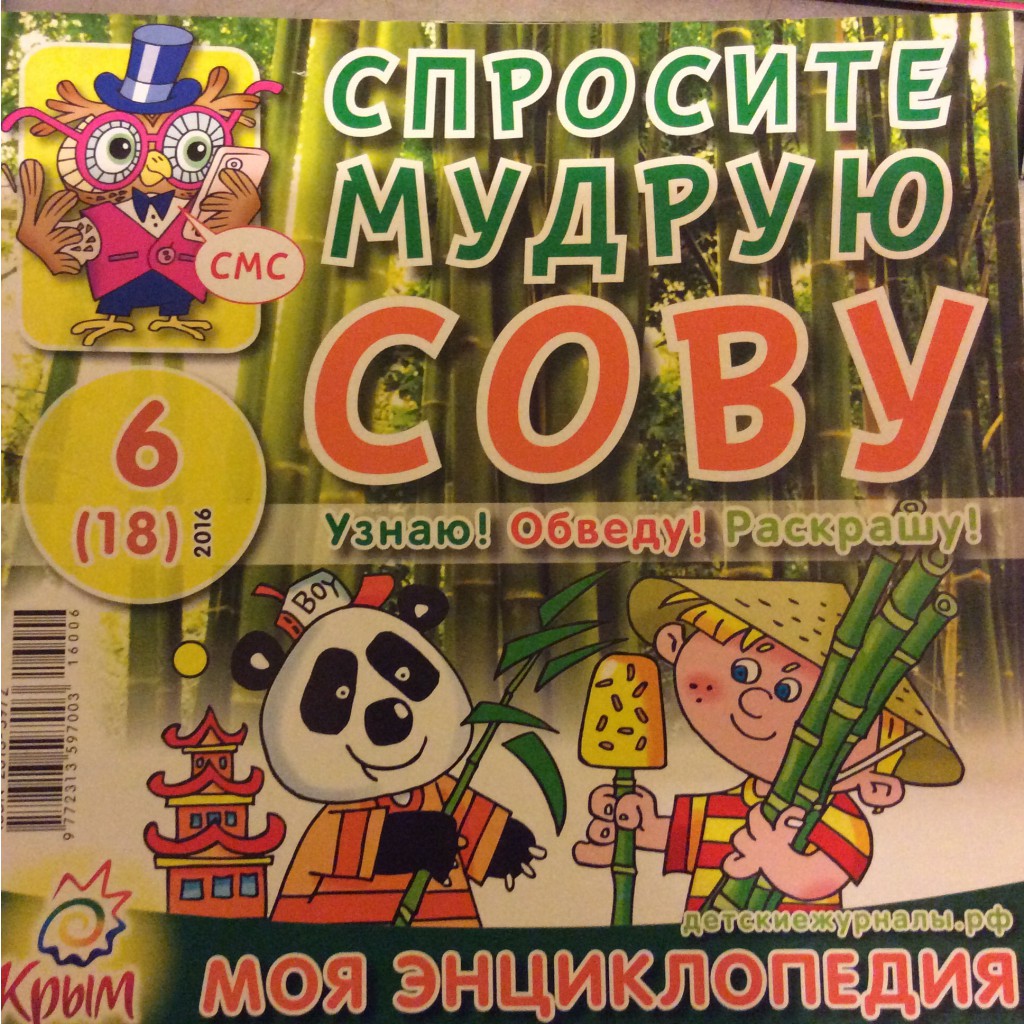 СПРОСИТЕ
МУДРУЮ
СОВУ
СМС
6
(18) 2016
Узнаю! Обведу! Раскрашу!
BOY
16006
9 772313 597003
детскиежурналы.рф
Крым
МОЯ ЭНЦИКЛОПЕДИЯ